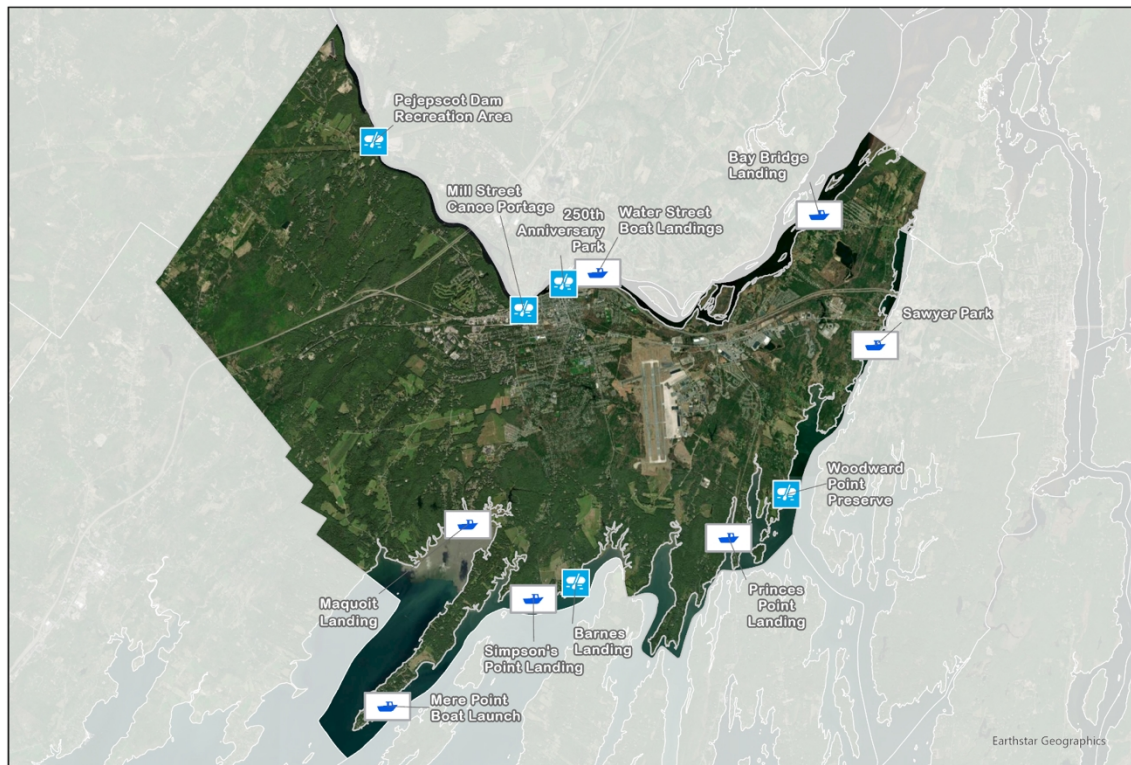 Pejepscot Dam
Recreation Area
Bay Bridge
Landing
Mill Street
Canoe Portage
250th
Anniversary
Park
Water Street
Boat Landings
Sawyer Park
Woodward
Point
Preserve
Maquoit
Landing
Simpson's
Point Landing
Barnes
Landing
Princes
Point
Landing
Mere Point
Boat Launch
Earthstar Geographics